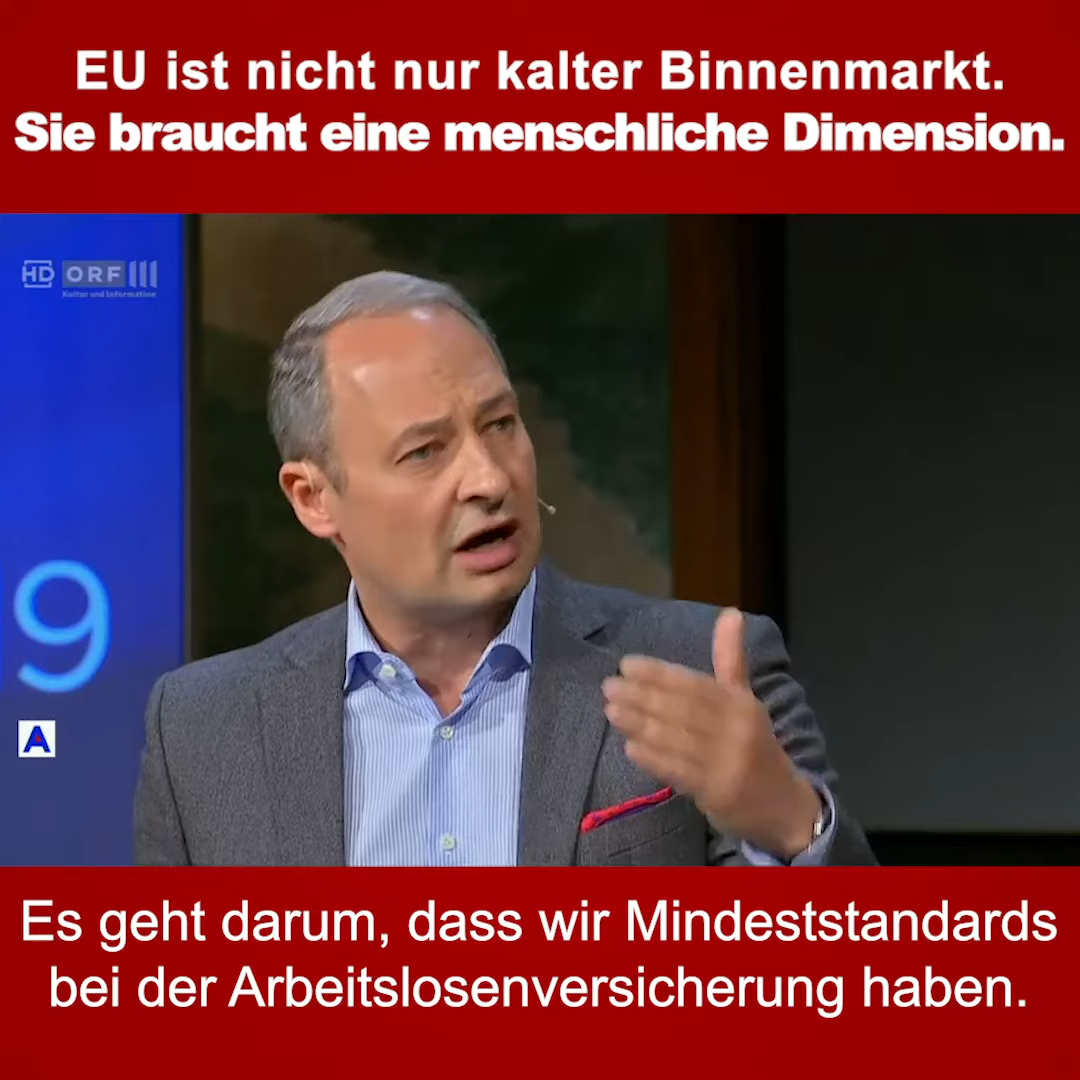 EU ist nicht nur kalter Binnenmarkt.
Sie braucht eine menschliche Dimension.
HD ORF III
Kultur und Information
9
A
Es geht darum, dass wir Mindeststandards
bei der Arbeitslosenversicherung haben.